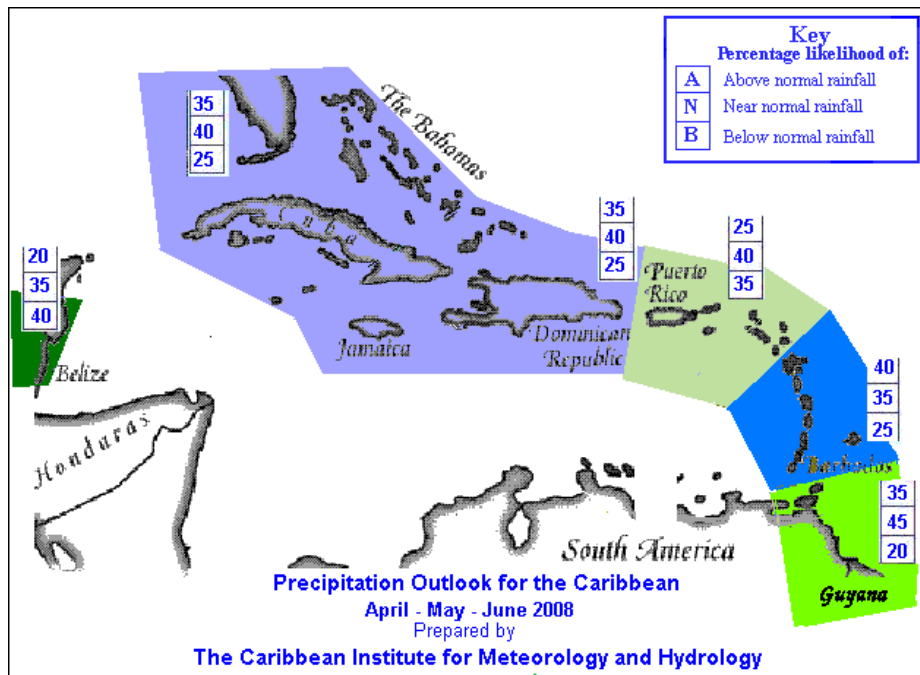 Key
Percentage likelihood of:
A Above normal rainfall
N Near normal rainfall
B Below normal rainfall
35
40
25
The Bahamas
Cuba
35
40
25
25
40
35
20
35
40
Puerto
Rico
Jamaica
Dominican
Republic
Belize
40
35
25
Honduras
Barbados
35
45
20
South America
Guyana
Precipitation Outlook for the Caribbean
April - May - June 2008
Prepared by
The Caribbean Institute for Meteorology and Hydrology